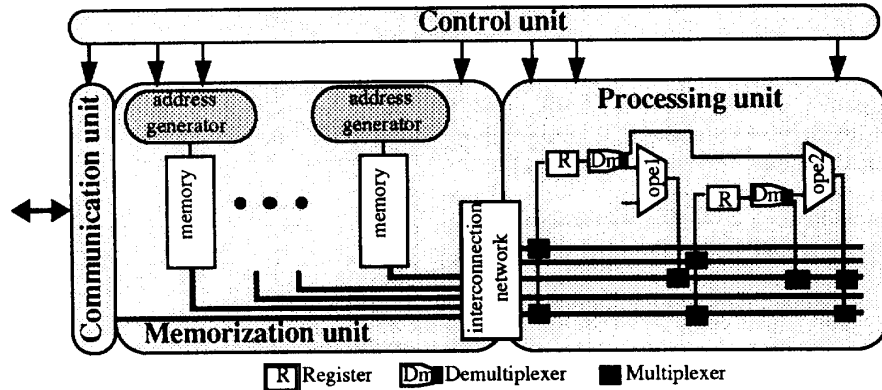 Control unit
Communication unit
address
generator
address
generator
memory
memory
Memorization unit
interconnection
network
Processing unit
R
Dm
ope1
R
Dm
ope2
R Register
Dm Demultiplexer
Multiplexer